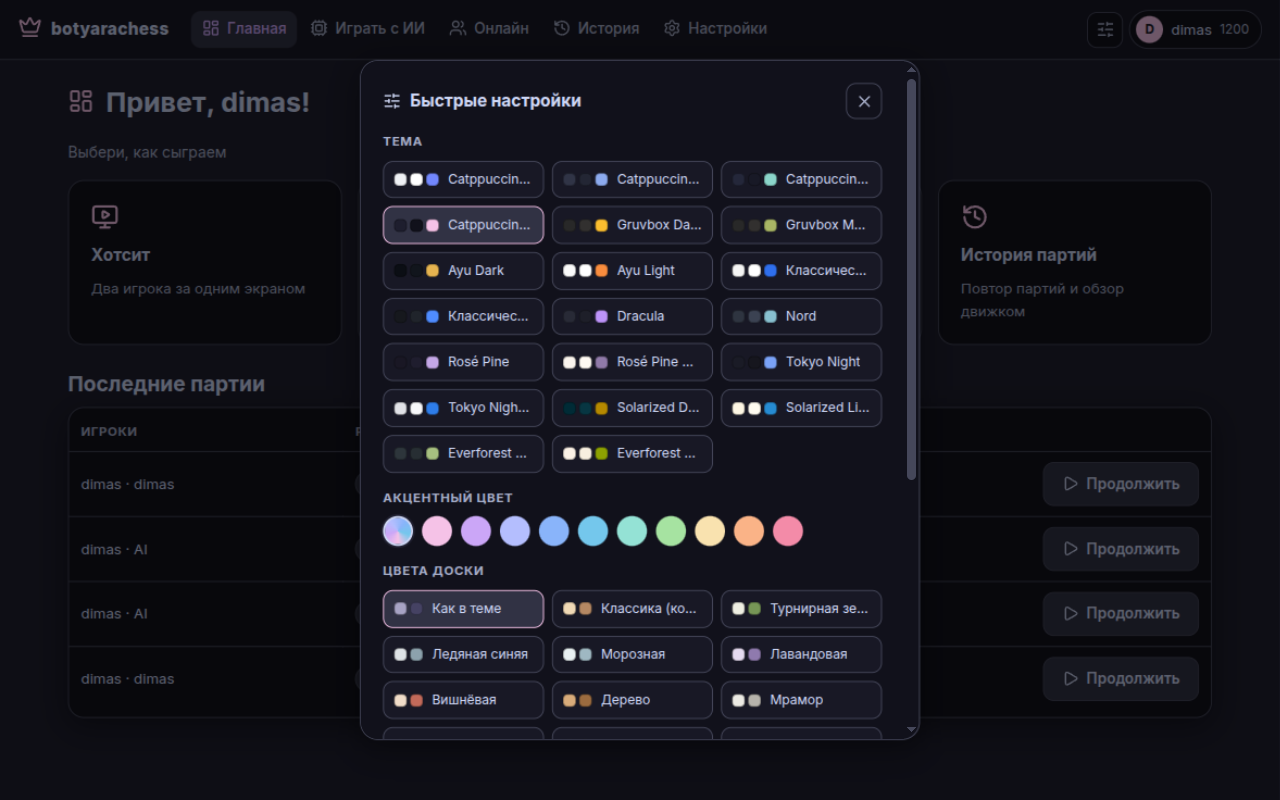 botyarachess Главная Играть с ИИ Онлайн История Настройки D dimas 1200
Привет, dimas!
Выбери, как сыграем
Хотсит
Два игрока за одним экраном
История партий
Повтор партий и обзор
движком
Последние партии
ИГРОКИ
dimas · dimas
Продолжить
dimas · AI
Продолжить
dimas · AI
Продолжить
dimas · dimas
Продолжить
Быстрые настройки
ТЕМА
Catppuccin... Catppuccin... Catppuccin...
Catppuccin... Gruvbox Da... Gruvbox M...
Ayu Dark Ayu Light Классичес...
Классичес... Dracula Nord
Rosé Pine Rosé Pine ... Tokyo Night
Tokyo Nigh... Solarized D... Solarized Li...
Everforest ... Everforest ...
АКЦЕНТНЫЙ ЦВЕТ
ЦВЕТА ДОСКИ
Как в теме Классика (ко... Турнирная зе...
Ледяная синяя Морозная Лавандовая
Вишнёвая Дерево Мрамор